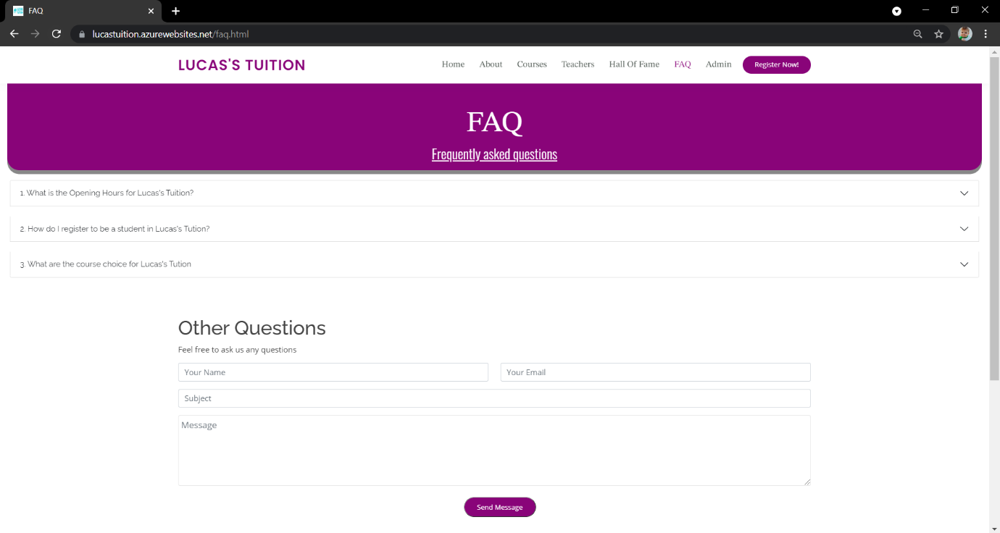 FAQ
lucastuition.azurewebsites.net/faq.html
LUCAS'S TUITION
Home About Courses Teachers Hall Of Fame FAQ Admin Register Now!
FAQ
Frequently asked questions
1. What is the Opening Hours for Lucas's Tuition?
2. How do I register to be a student in Lucas's Tution?
3. What are the course choice for Lucas's Tution
Other Questions
Feel free to ask us any questions
Your Name Your Email
Subject
Message
Send Message